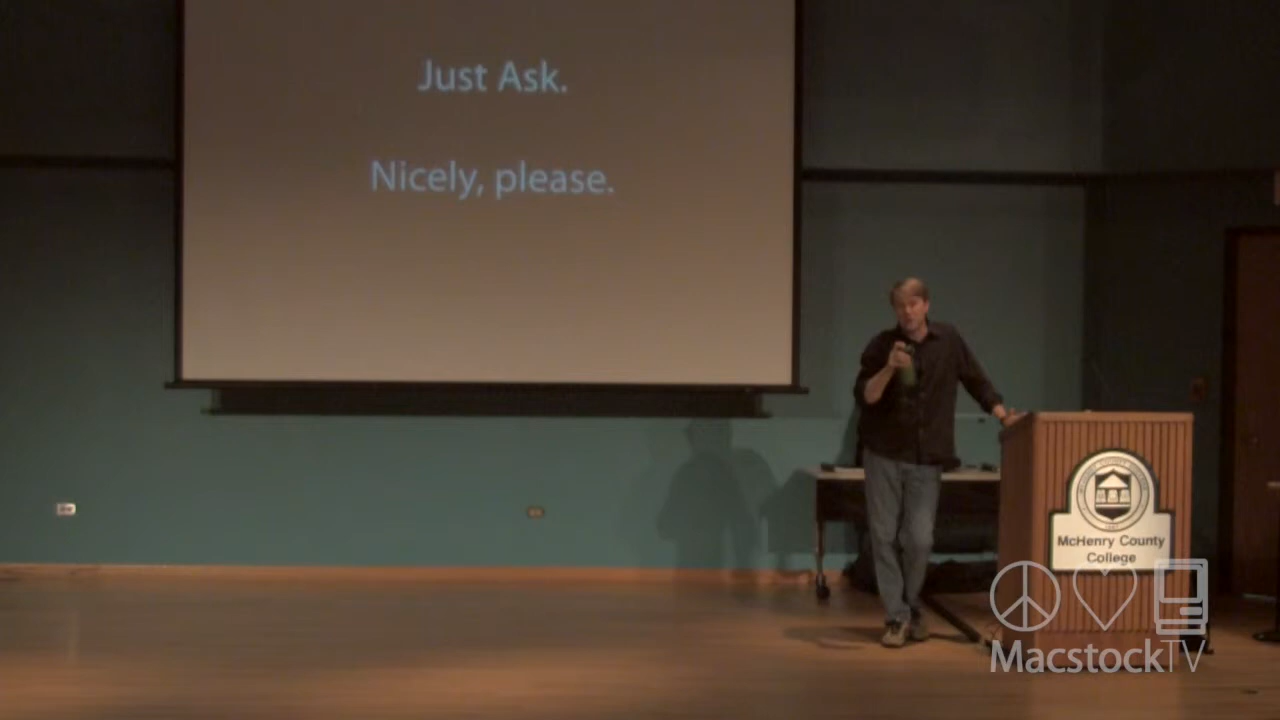 Just Ask.
Nicely, please.
McHenry County
College
MacstockTV